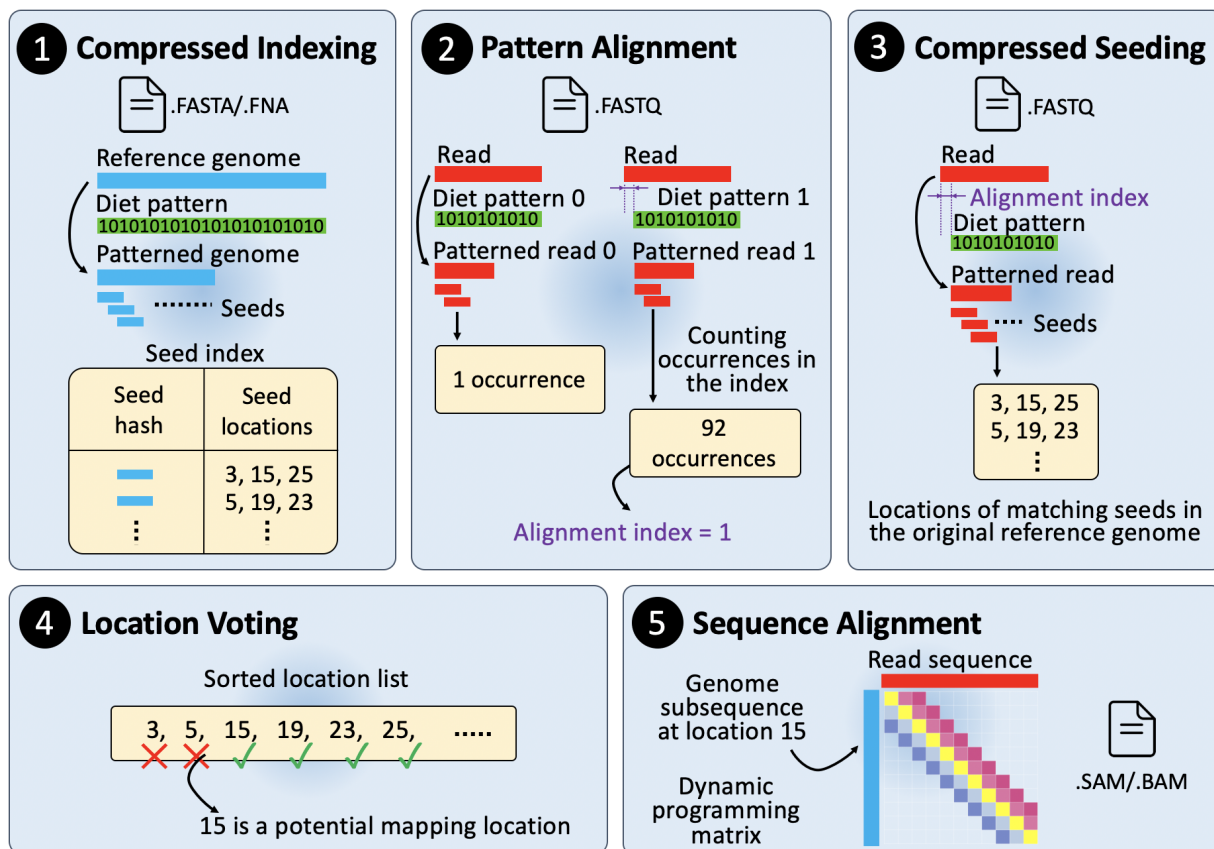 1 Compressed Indexing
.FASTA/.FNA
Reference genome
Diet pattern
1010101010101010101010
Patterned genome
Seeds
Seed index
Seed
hash
Seed
locations
3, 15, 25
5, 19, 23
2 Pattern Alignment
.FASTQ
Read
Diet pattern 0
1010101010
Patterned read 0
1 occurrence
Read
Diet pattern 1
1010101010
Patterned read 1
Counting
occurrences in
the index
92
occurrences
Alignment index = 1
3 Compressed Seeding
.FASTQ
Read
Alignment index
Diet pattern
1010101010
Patterned read
Seeds
3, 15, 25
5, 19, 23
Locations of matching seeds in
the original reference genome
4 Location Voting
Sorted location list
3, 5, 15, 19, 23, 25, .....
15 is a potential mapping location
5 Sequence Alignment
Read sequence
Genome
subsequence
at location 15
Dynamic
programming
matrix
.SAM/.BAM